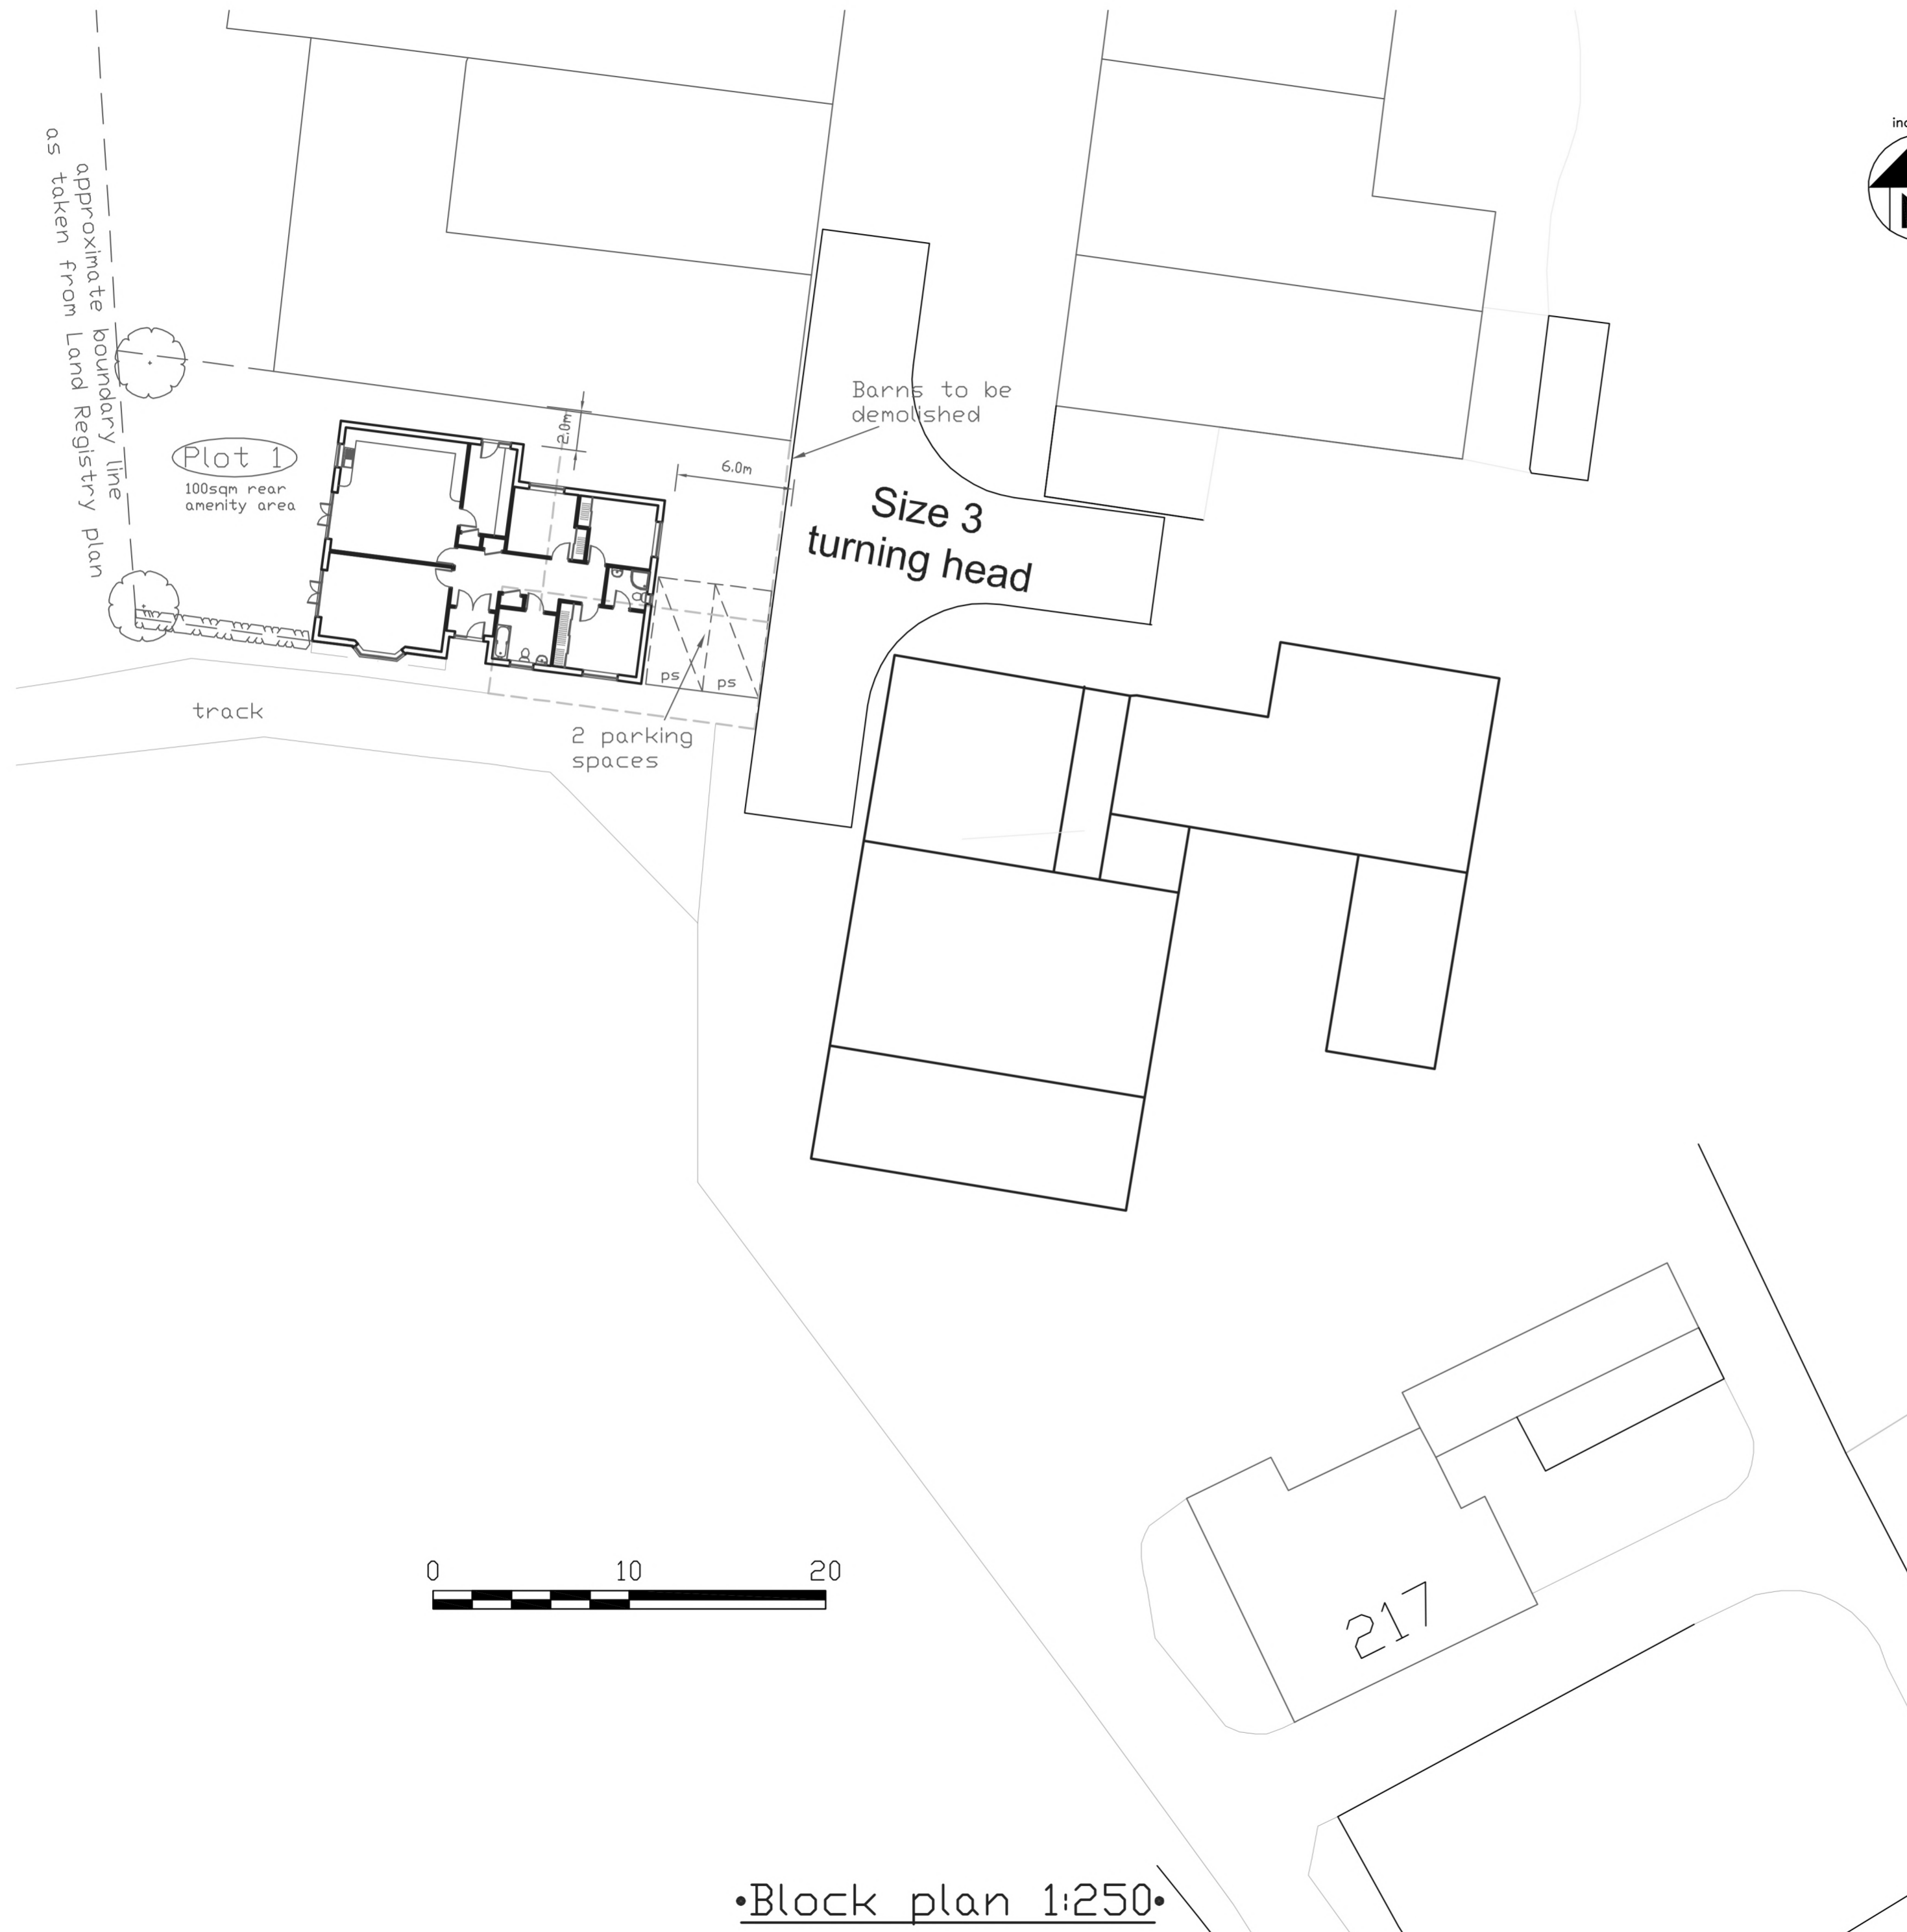 approximate boundary line
as taken from Land Registry plan
Plot 1
100sqm rear
amenity area
2.0m
6.0m
Barns to be
demolished
Size 3
turning head
ps
ps
2 parking
spaces
track
0 10 20
217
•Block plan 1:250•